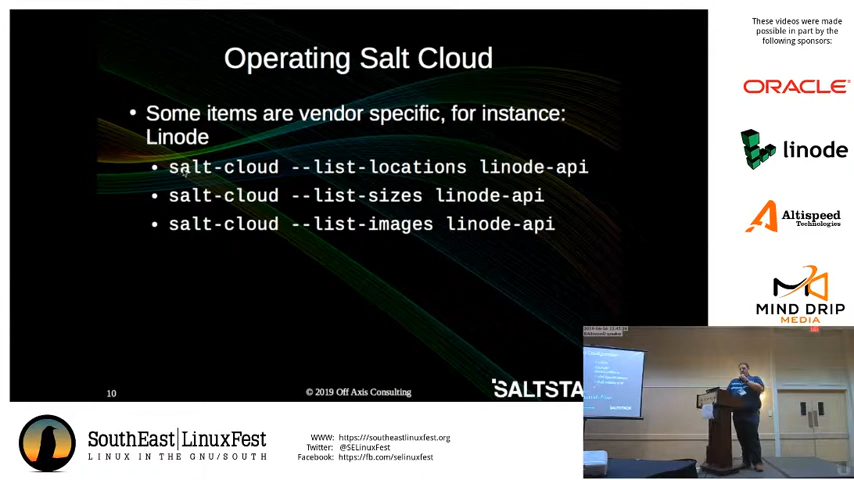 Operating Salt Cloud
• Some items are vendor specific, for instance:
Linode
• salt-cloud --list-locations linode-api
• salt-cloud --list-sizes linode-api
• salt-cloud --list-images linode-api
10
© 2019 Off Axis Consulting
SALTSTA
These videos were made
possible in part by the
following sponsors:
ORACLE
linode
Altispeed
Technologies
MIND DRIP
MEDIA
SouthEast|LinuxFest
LINUX IN THE GNU/SOUTH
WWW: https://southeastlinuxfest.org
Twitter: @SELinuxFest
Facebook: https://fb.com/selinuxfest